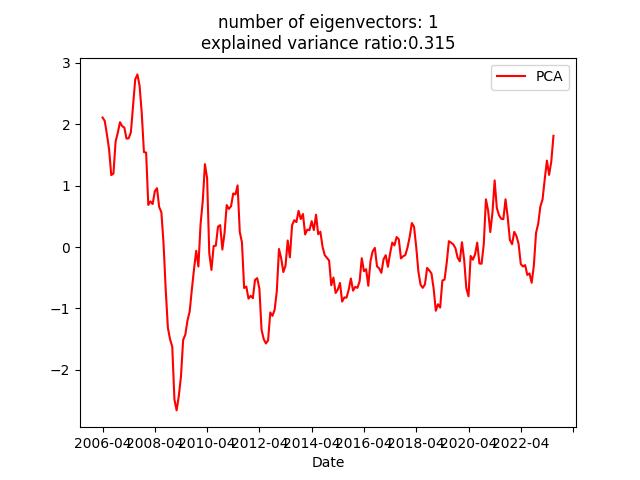 number of eigenvectors: 1
explained variance ratio:0.315
PCA
3
2
1
0
−1
−2
2006-04 2008-04 2010-04 2012-04 2014-04 2016-04 2018-04 2020-04 2022-04
Date